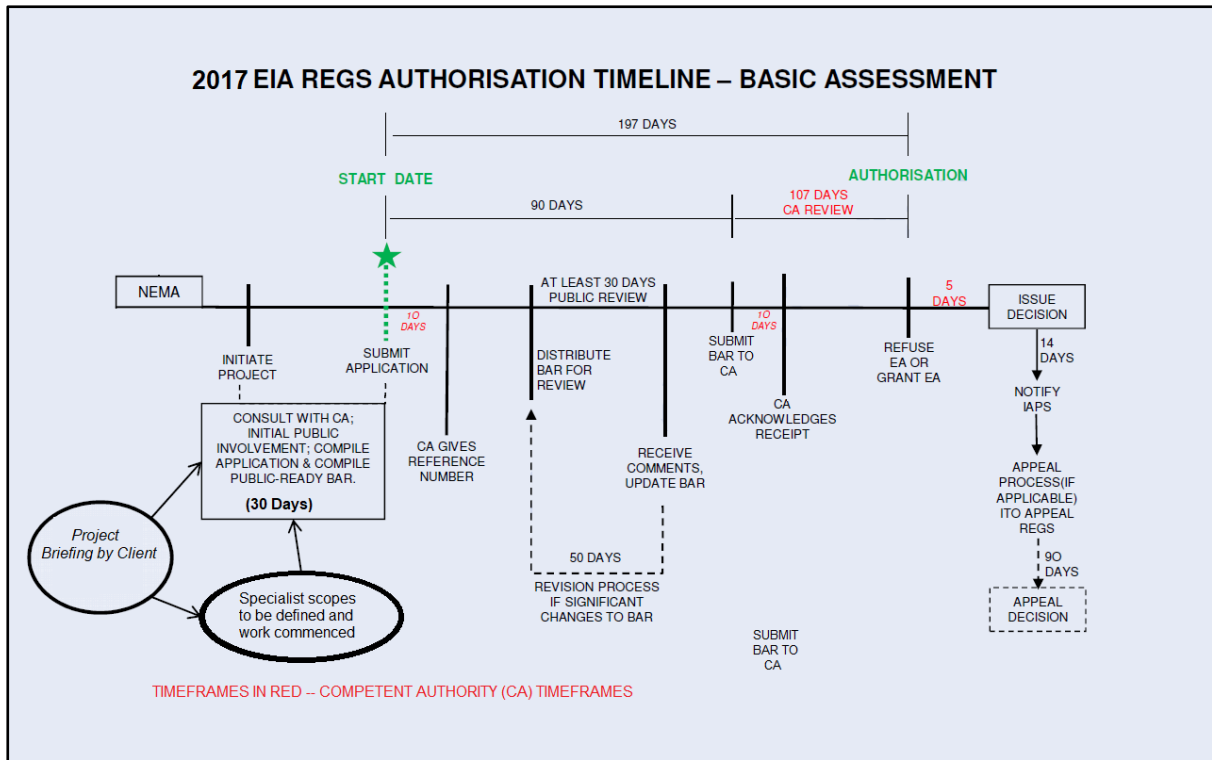 2017 EIA REGS AUTHORISATION TIMELINE – BASIC ASSESSMENT
197 DAYS
START DATE
AUTHORISATION
90 DAYS
107 DAYS
CA REVIEW
NEMA
10
DAYS
AT LEAST 30 DAYS
PUBLIC REVIEW
10
DAYS
5
DAYS
ISSUE
DECISION
INITIATE
PROJECT
SUBMIT
APPLICATION
DISTRIBUTE
BAR FOR
REVIEW
SUBMIT
BAR TO
CA
REFUSE
EA OR
GRANT EA
14
DAYS
NOTIFY
IAPS
CONSULT WITH CA;
INITIAL PUBLIC
INVOLVEMENT; COMPILE
APPLICATION & COMPILE
PUBLIC-READY BAR.
(30 Days)
CA GIVES
REFERENCE
NUMBER
RECEIVE
COMMENTS,
UPDATE BAR
CA
ACKNOWLEDGES
RECEIPT
APPEAL
PROCESS(IF
APPLICABLE)
ITO APPEAL
REGS
Project
Briefing by Client
Specialist scopes
to be defined and
work commenced
50 DAYS
REVISION PROCESS
IF SIGNIFICANT
CHANGES TO BAR
90
DAYS
APPEAL
DECISION
SUBMIT
BAR TO
CA
TIMEFRAMES IN RED -- COMPETENT AUTHORITY (CA) TIMEFRAMES